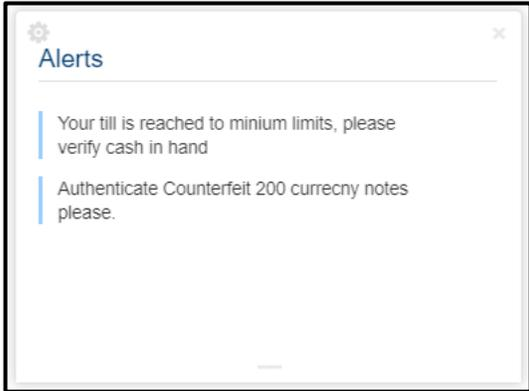 Alerts
Your till is reached to minium limits, please
verify cash in hand
Authenticate Counterfeit 200 currecny notes
please.